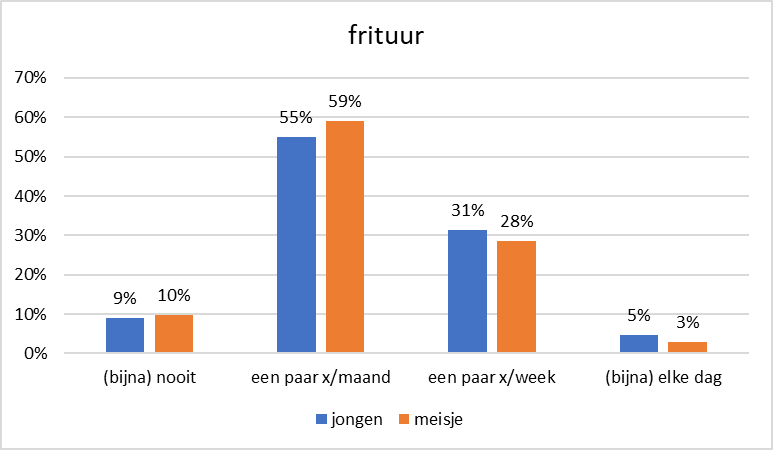 frituur
70%
60%
50%
40%
30%
20%
10%
0%
9%
10%
55%
59%
31%
28%
5%
3%
(bijna) nooit
een paar x/maand
een paar x/week
(bijna) elke dag
jongen
meisje